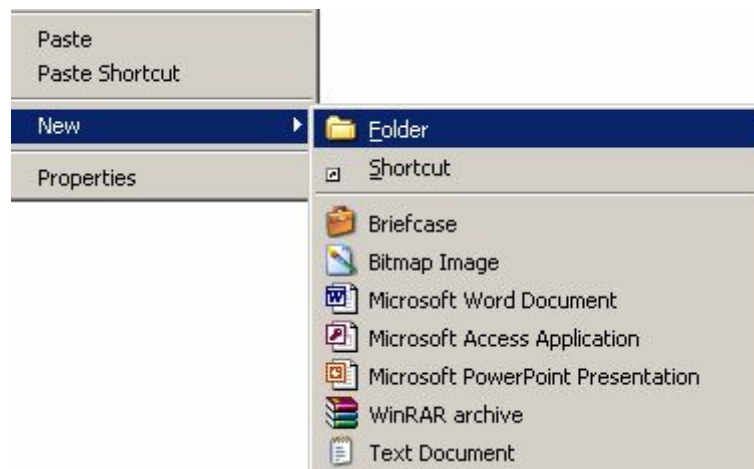 Paste
Paste Shortcut
New
Properties
Folder
Shortcut
Briefcase
Bitmap Image
Microsoft Word Document
Microsoft Access Application
Microsoft PowerPoint Presentation
WinRAR archive
Text Document